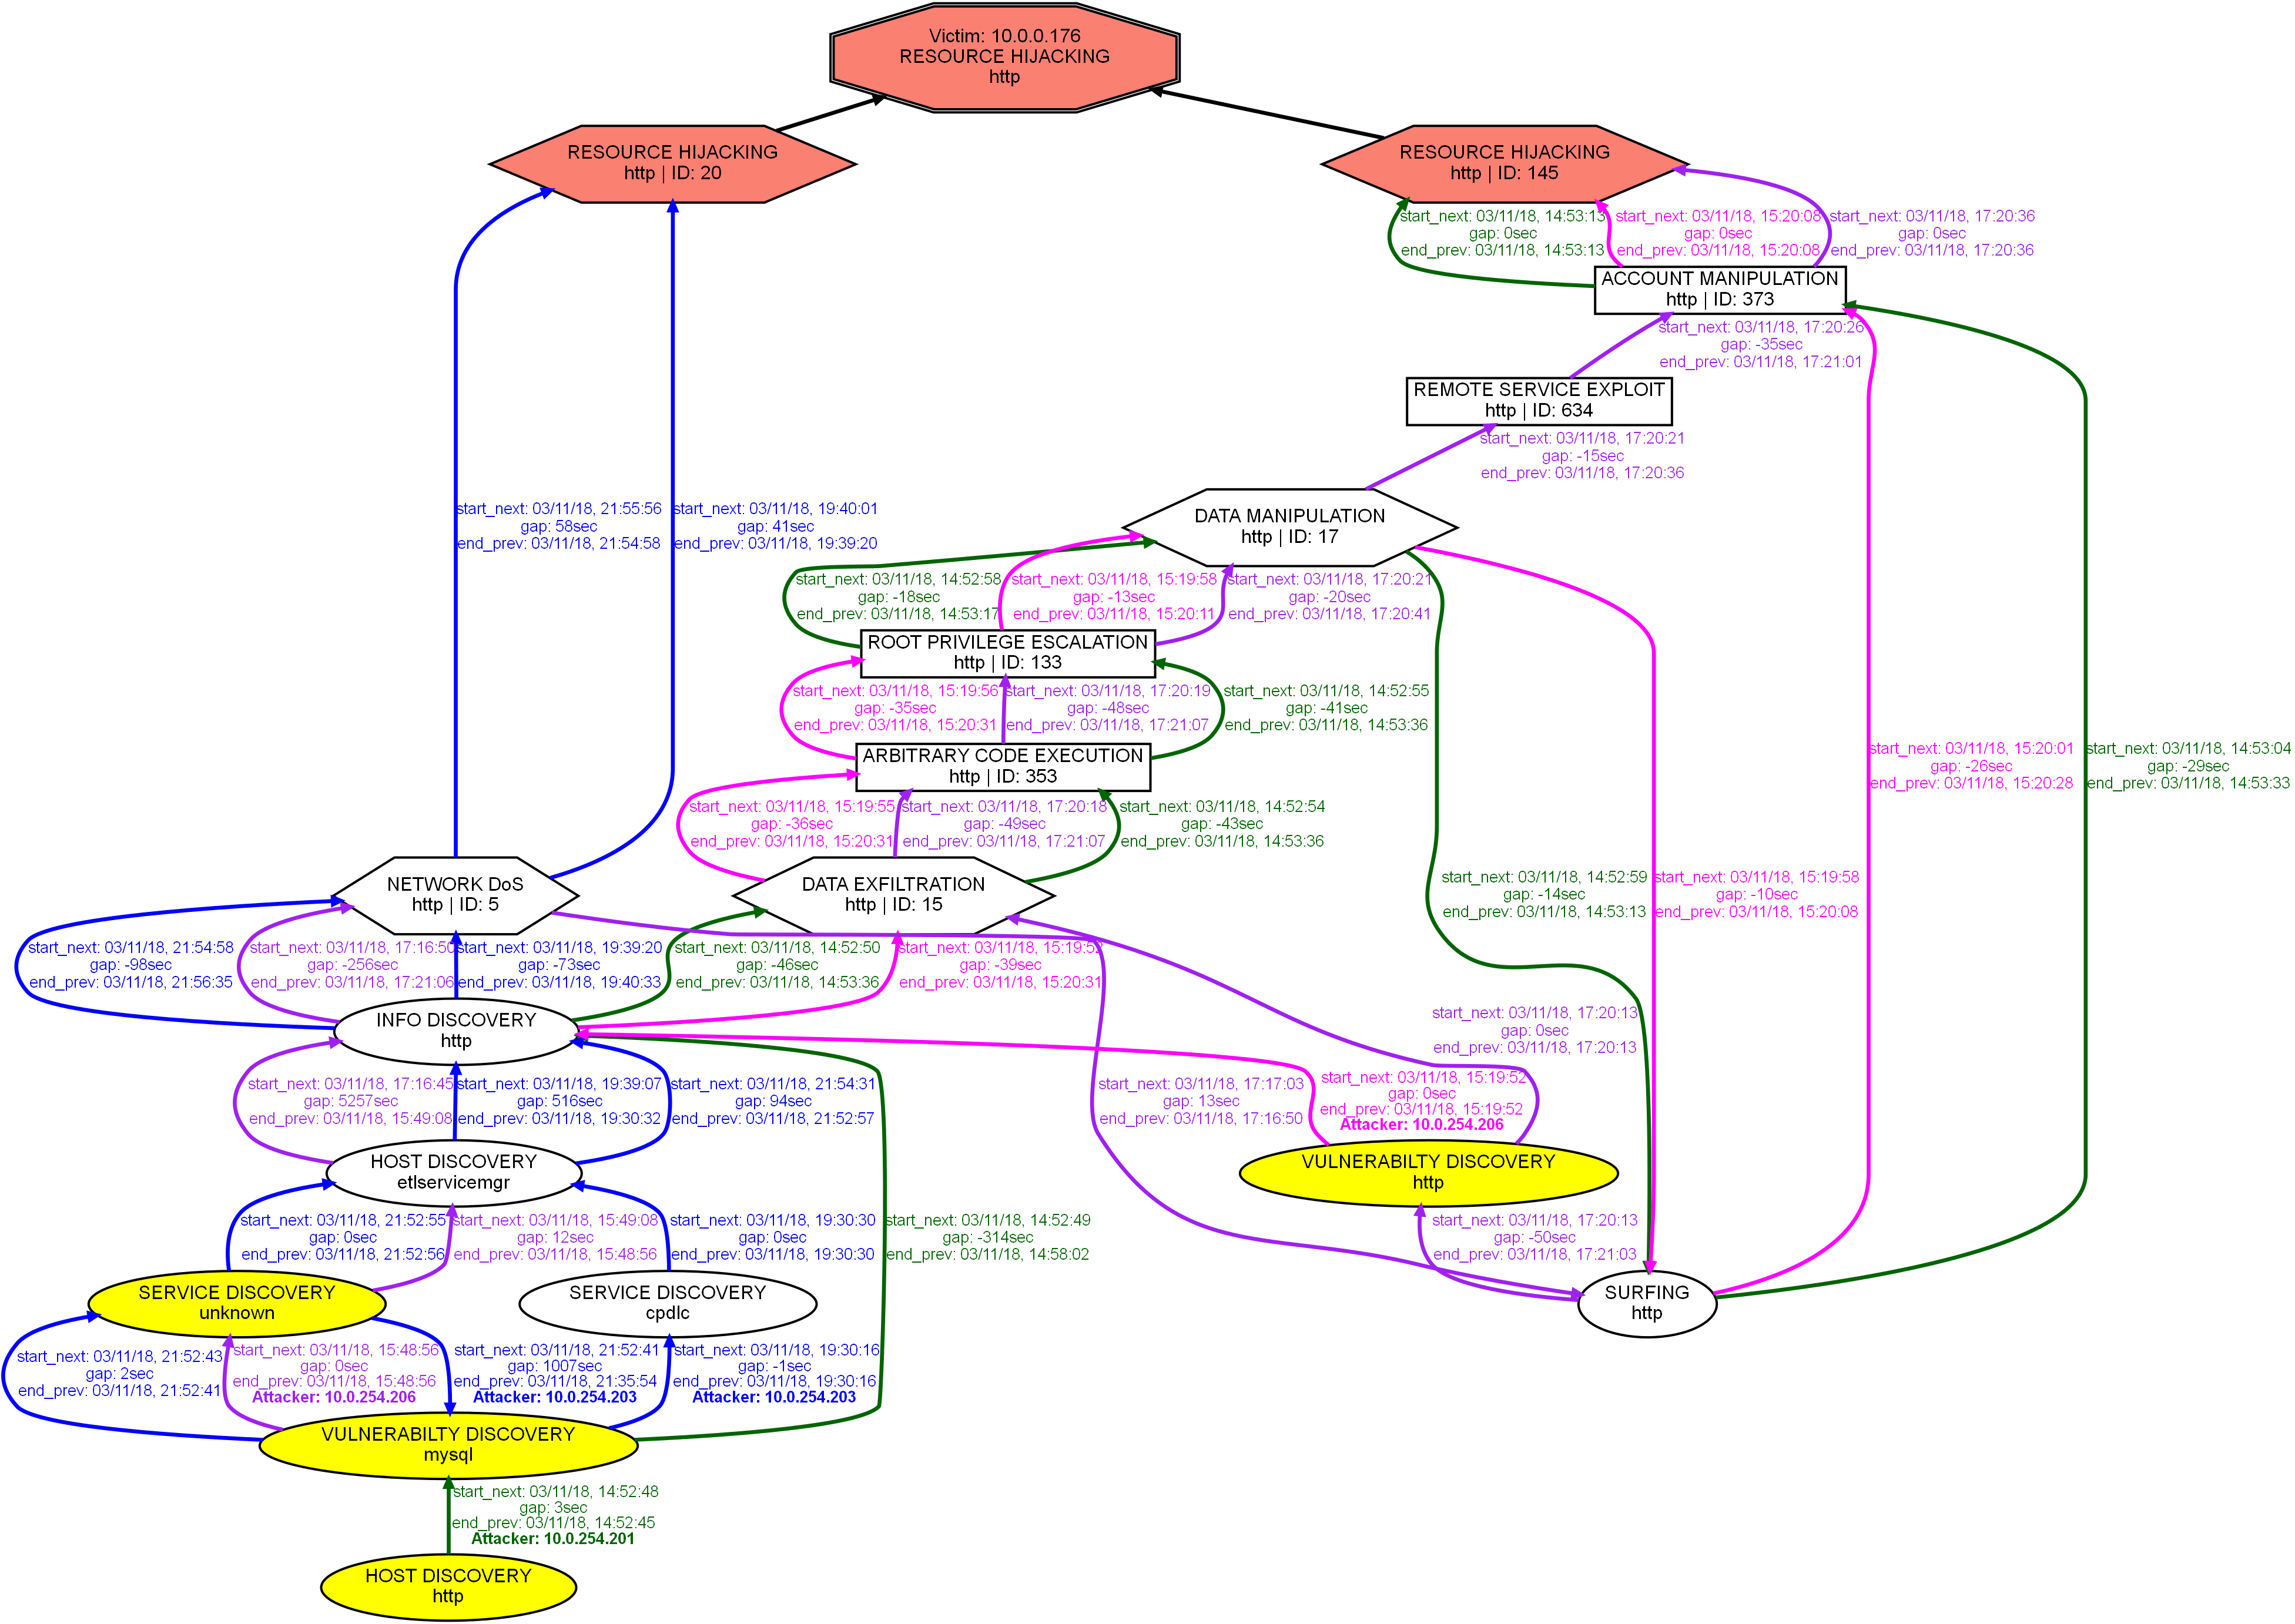 Victim: 10.0.0.176
RESOURCE HIJACKING
http
RESOURCE HIJACKING
http | ID: 20
RESOURCE HIJACKING
http | ID: 145
start_next: 03/11/18, 14:53:13
gap: 0sec
end_prev: 03/11/18, 14:53:13
start_next: 03/11/18, 15:20:08
gap: 0sec
end_prev: 03/11/18, 15:20:08
start_next: 03/11/18, 17:20:36
gap: 0sec
end_prev: 03/11/18, 17:20:36
ACCOUNT MANIPULATION
http | ID: 373
start_next: 03/11/18, 17:20:26
gap: -35sec
end_prev: 03/11/18, 17:21:01
REMOTE SERVICE EXPLOIT
http | ID: 634
start_next: 03/11/18, 17:20:21
gap: -15sec
end_prev: 03/11/18, 17:20:36
start_next: 03/11/18, 21:55:56
gap: 58sec
end_prev: 03/11/18, 21:54:58
start_next: 03/11/18, 19:40:01
gap: 41sec
end_prev: 03/11/18, 19:39:20
DATA MANIPULATION
http | ID: 17
start_next: 03/11/18, 14:52:58
gap: -18sec
end_prev: 03/11/18, 14:53:17
start_next: 03/11/18, 15:19:58
gap: -13sec
end_prev: 03/11/18, 15:20:11
start_next: 03/11/18, 17:20:21
gap: -20sec
end_prev: 03/11/18, 17:20:41
ROOT PRIVILEGE ESCALATION
http | ID: 133
start_next: 03/11/18, 15:19:56
gap: -35sec
end_prev: 03/11/18, 15:20:31
start_next: 03/11/18, 17:20:19
gap: -48sec
end_prev: 03/11/18, 17:21:07
start_next: 03/11/18, 14:52:55
gap: -41sec
end_prev: 03/11/18, 14:53:36
ARBITRARY CODE EXECUTION
http | ID: 353
start_next: 03/11/18, 15:20:01
gap: -26sec
end_prev: 03/11/18, 15:20:28
start_next: 03/11/18, 14:53:04
gap: -29sec
end_prev: 03/11/18, 14:53:33
start_next: 03/11/18, 15:19:55
gap: -36sec
end_prev: 03/11/18, 15:20:31
start_next: 03/11/18, 17:20:18
gap: -49sec
end_prev: 03/11/18, 17:21:07
start_next: 03/11/18, 14:52:54
gap: -43sec
end_prev: 03/11/18, 14:53:36
NETWORK DoS
http | ID: 5
DATA EXFILTRATION
http | ID: 15
start_next: 03/11/18, 14:52:59
gap: -14sec
end_prev: 03/11/18, 14:53:13
start_next: 03/11/18, 15:19:58
gap: -10sec
end_prev: 03/11/18, 15:20:08
start_next: 03/11/18, 21:54:58
gap: -98sec
end_prev: 03/11/18, 21:56:35
start_next: 03/11/18, 17:16:50
gap: -256sec
end_prev: 03/11/18, 17:21:06
start_next: 03/11/18, 19:39:20
gap: -73sec
end_prev: 03/11/18, 19:40:33
start_next: 03/11/18, 14:52:50
gap: -46sec
end_prev: 03/11/18, 14:53:36
start_next: 03/11/18, 15:19:52
gap: -39sec
end_prev: 03/11/18, 15:20:31
INFO DISCOVERY
http
start_next: 03/11/18, 17:20:13
gap: 0sec
end_prev: 03/11/18, 17:20:13
start_next: 03/11/18, 17:16:45
gap: 5257sec
end_prev: 03/11/18, 15:49:08
start_next: 03/11/18, 19:39:07
gap: 516sec
end_prev: 03/11/18, 19:30:32
start_next: 03/11/18, 21:54:31
gap: 94sec
end_prev: 03/11/18, 21:52:57
start_next: 03/11/18, 17:17:03
gap: 13sec
end_prev: 03/11/18, 17:16:50
start_next: 03/11/18, 15:19:52
gap: 0sec
end_prev: 03/11/18, 15:19:52
Attacker: 10.0.254.206
HOST DISCOVERY
etlservicemgr
VULNERABILTY DISCOVERY
http
start_next: 03/11/18, 21:52:55
gap: 0sec
end_prev: 03/11/18, 21:52:56
start_next: 03/11/18, 15:49:08
gap: 12sec
end_prev: 03/11/18, 15:48:56
start_next: 03/11/18, 19:30:30
gap: 0sec
end_prev: 03/11/18, 19:30:30
start_next: 03/11/18, 14:52:49
gap: -314sec
end_prev: 03/11/18, 14:58:02
start_next: 03/11/18, 17:20:13
gap: -50sec
end_prev: 03/11/18, 17:21:03
SERVICE DISCOVERY
unknown
SERVICE DISCOVERY
cpdlc
SURFING
http
start_next: 03/11/18, 21:52:43
gap: 2sec
end_prev: 03/11/18, 21:52:41
start_next: 03/11/18, 15:48:56
gap: 0sec
end_prev: 03/11/18, 15:48:56
Attacker: 10.0.254.206
start_next: 03/11/18, 21:52:41
gap: 1007sec
end_prev: 03/11/18, 21:35:54
Attacker: 10.0.254.203
start_next: 03/11/18, 19:30:16
gap: -1sec
end_prev: 03/11/18, 19:30:16
Attacker: 10.0.254.203
VULNERABILTY DISCOVERY
mysql
start_next: 03/11/18, 14:52:48
gap: 3sec
end_prev: 03/11/18, 14:52:45
Attacker: 10.0.254.201
HOST DISCOVERY
http